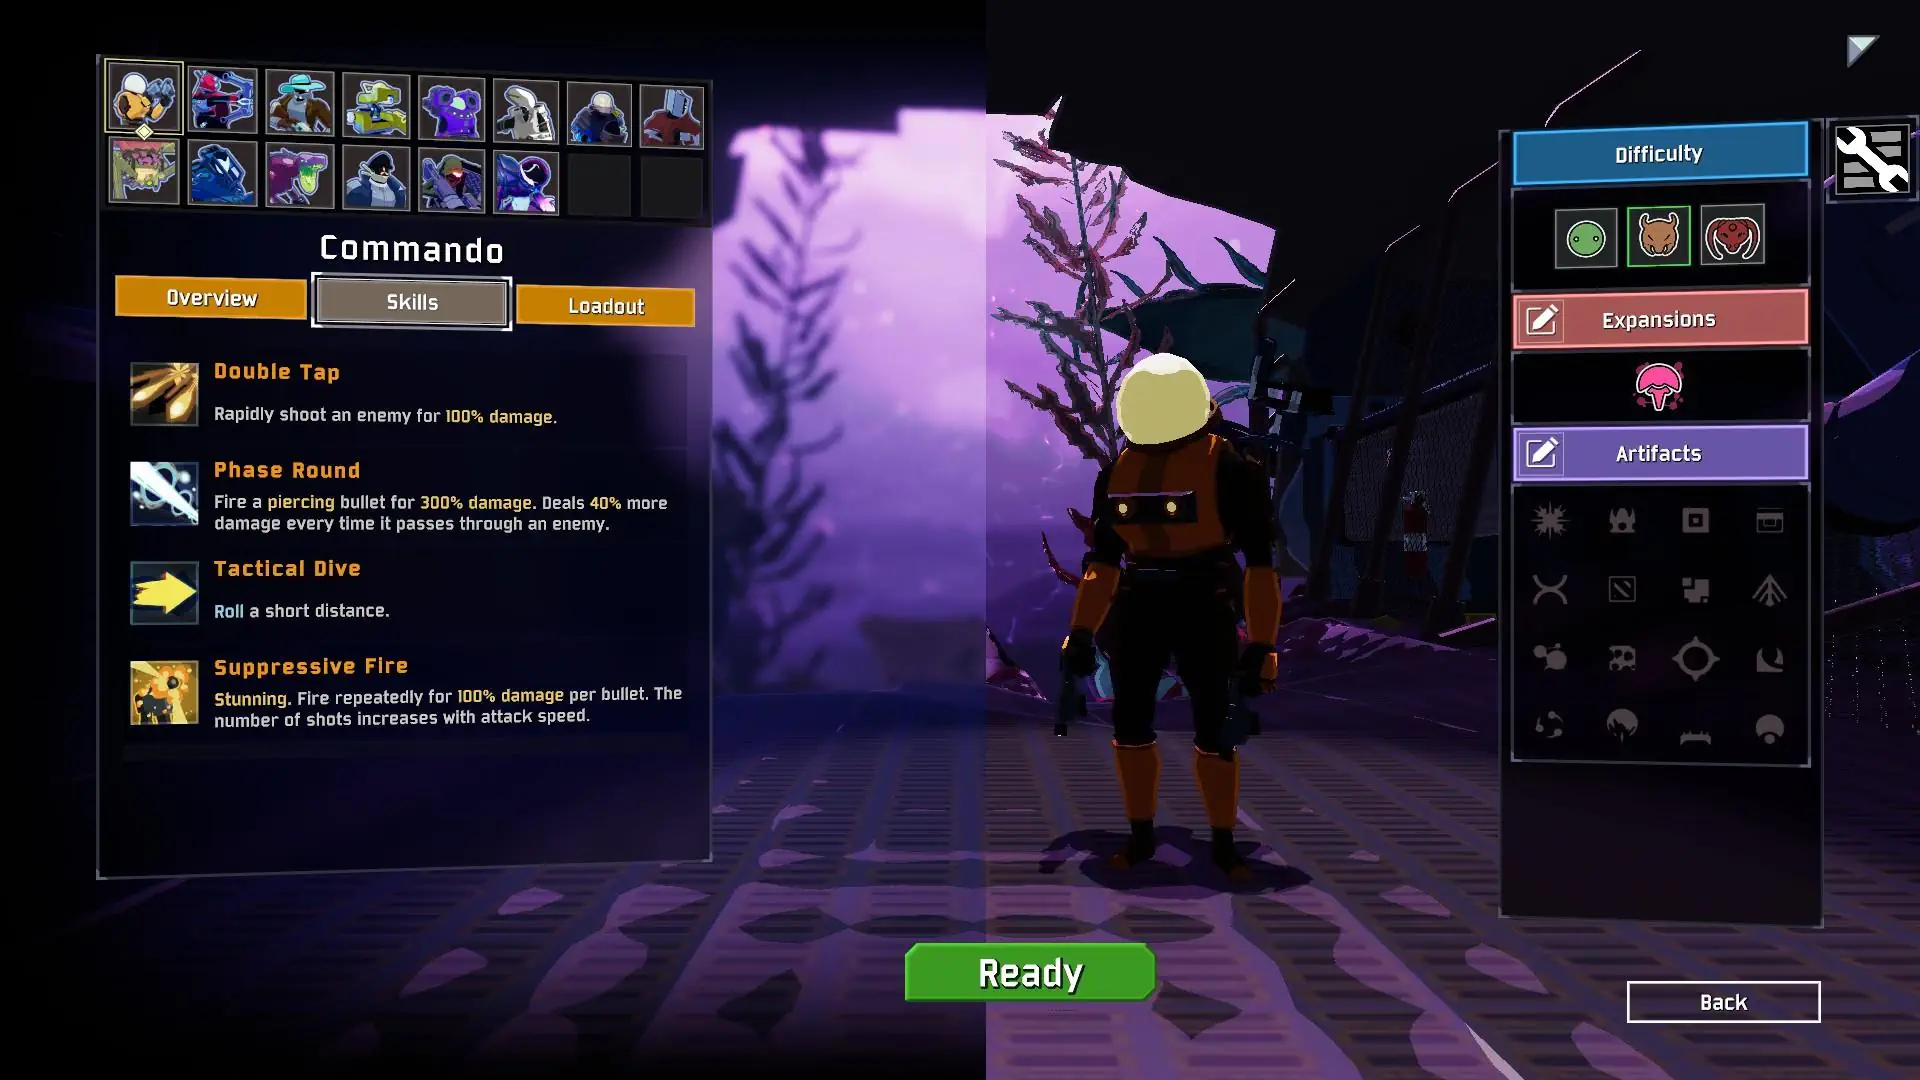 Commando
Overview
Skills
Loadout
Double Tap
Rapidly shoot an enemy for 100% damage.
Phase Round
Fire a piercing bullet for 300% damage. Deals 40% more
damage every time it passes through an enemy.
Tactical Dive
Roll a short distance.
Suppressive Fire
Stunning. Fire repeatedly for 100% damage per bullet. The
number of shots increases with attack speed.
Ready
Difficulty
Expansions
Artifacts
Back